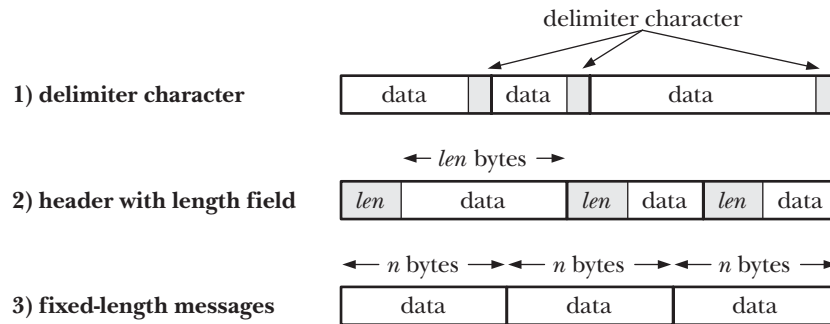 delimiter character
1) delimiter character data data data
len bytes
2) header with length field len data len data len data
n bytes n bytes n bytes
3) fixed-length messages data data data